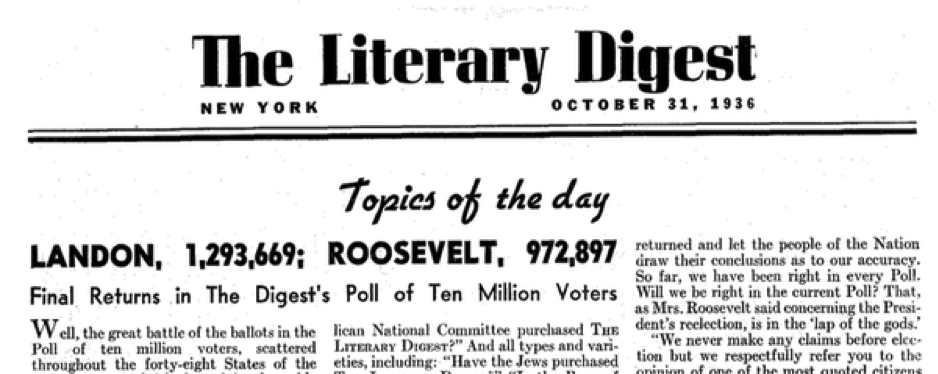 The Literary Digest
NEW YORK
OCTOBER 31, 1936
Topics of the day
LANDON, 1,293,669; ROOSEVELT, 972,897
Final Returns in The Digest's Poll of Ten Million Voters
Well, the great battle of the ballots in the
Poll of ten million voters, scattered
throughout the forty-eight States of the
lican National Committee purchased THE
LITERARY DIGEST?" And all types and vari-
eties, including: "Have the Jews purchased
returned and let the people of the Nation
draw their conclusions as to our accuracy.
So far, we have been right in every Poll.
Will we be right in the current Poll? That,
as Mrs. Roosevelt said concerning the Presi-
dent's reelection, is in the 'lap of the gods.'
"We never make any claims before elec-
tion but we respectfully refer you to the
opinion of one of the most quoted citizens